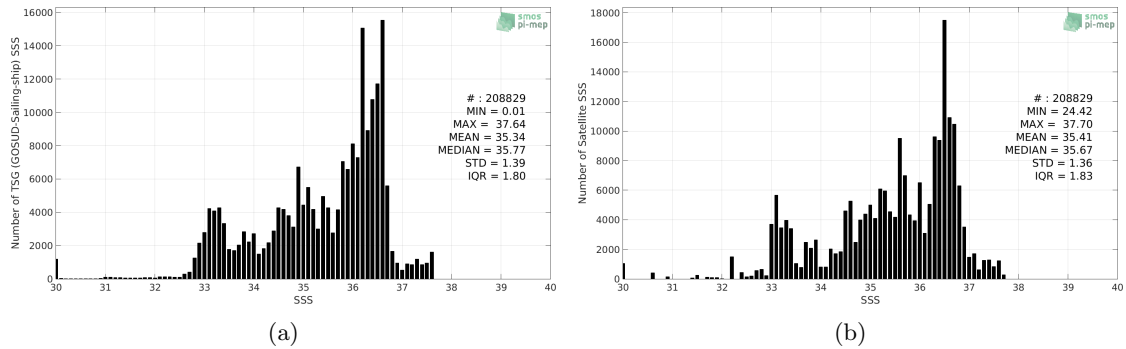 16000
14000
12000
10000
8000
6000
4000
2000
0
Number of TSG (GOSUD-Sailing-ship) SSS
30 31 32 33 34 35 36 37 38 39 40
SSS
smos
pi-mep
# : 208829
MIN = 0.01
MAX = 37.64
MEAN = 35.34
MEDIAN = 35.77
STD = 1.39
IQR = 1.80
(a)
18000
16000
14000
12000
10000
8000
6000
4000
2000
0
Number of Satellite SSS
30 31 32 33 34 35 36 37 38 39 40
SSS
smos
pi-mep
# : 208829
MIN = 24.42
MAX = 37.70
MEAN = 35.41
MEDIAN = 35.67
STD = 1.36
IQR = 1.83
(b)